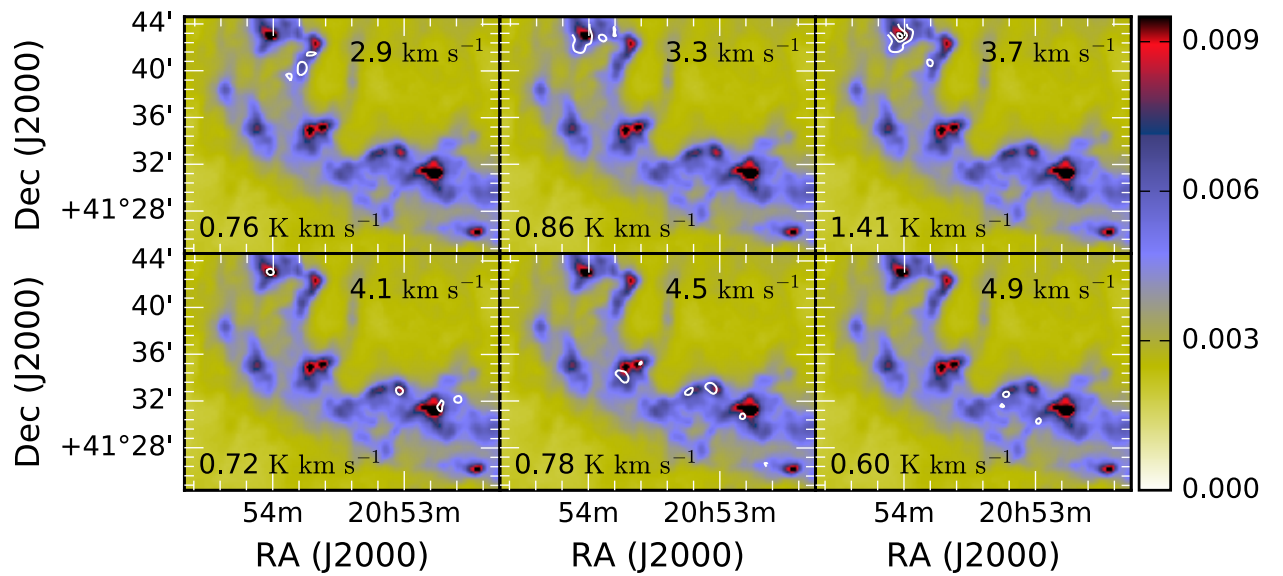 Dec (J2000)
44'
40'
36'
32'
+41°28'
2.9 km s⁻¹
0.76 K km s⁻¹
3.3 km s⁻¹
0.86 K km s⁻¹
3.7 km s⁻¹
1.41 K km s⁻¹
Dec (J2000)
44'
40'
36'
32'
+41°28'
4.1 km s⁻¹
0.72 K km s⁻¹
4.5 km s⁻¹
0.78 K km s⁻¹
4.9 km s⁻¹
0.60 K km s⁻¹
54m 20h53m
54m 20h53m
54m 20h53m
RA (J2000)
RA (J2000)
RA (J2000)
0.009
0.006
0.003
0.000